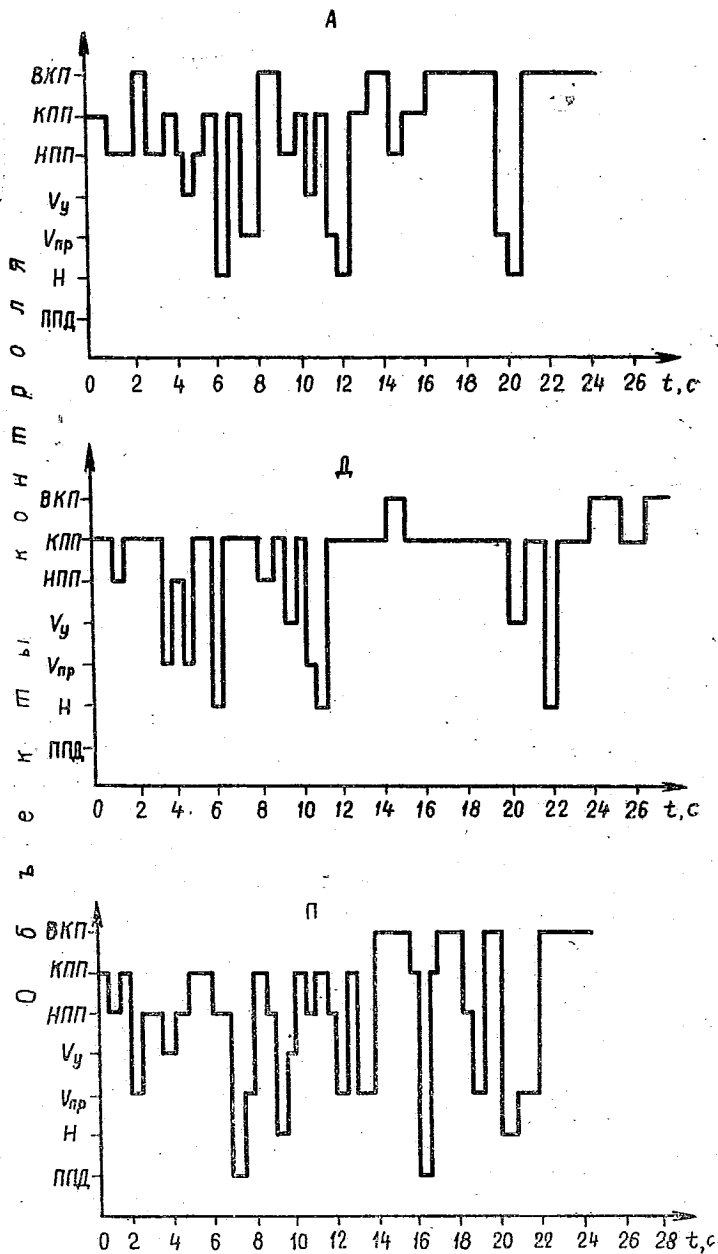 Объекты контроля
А
ВКП
КПП
НПП
Vу
Vпр
Н
ППД
0 2 4 6 8 10 12 14 16 18 20 22 24 26 t,с
Д
ВКП
КПП
НПП
Vу
Vпр
Н
ППД
0 2 4 6 8 10 12 14 16 18 20 22 24 26 t,с
П
ВКП
КПП
НПП
Vу
Vпр
Н
ППД
0 2 4 6 8 10 12 14 16 18 20 22 24 26 28 t,с